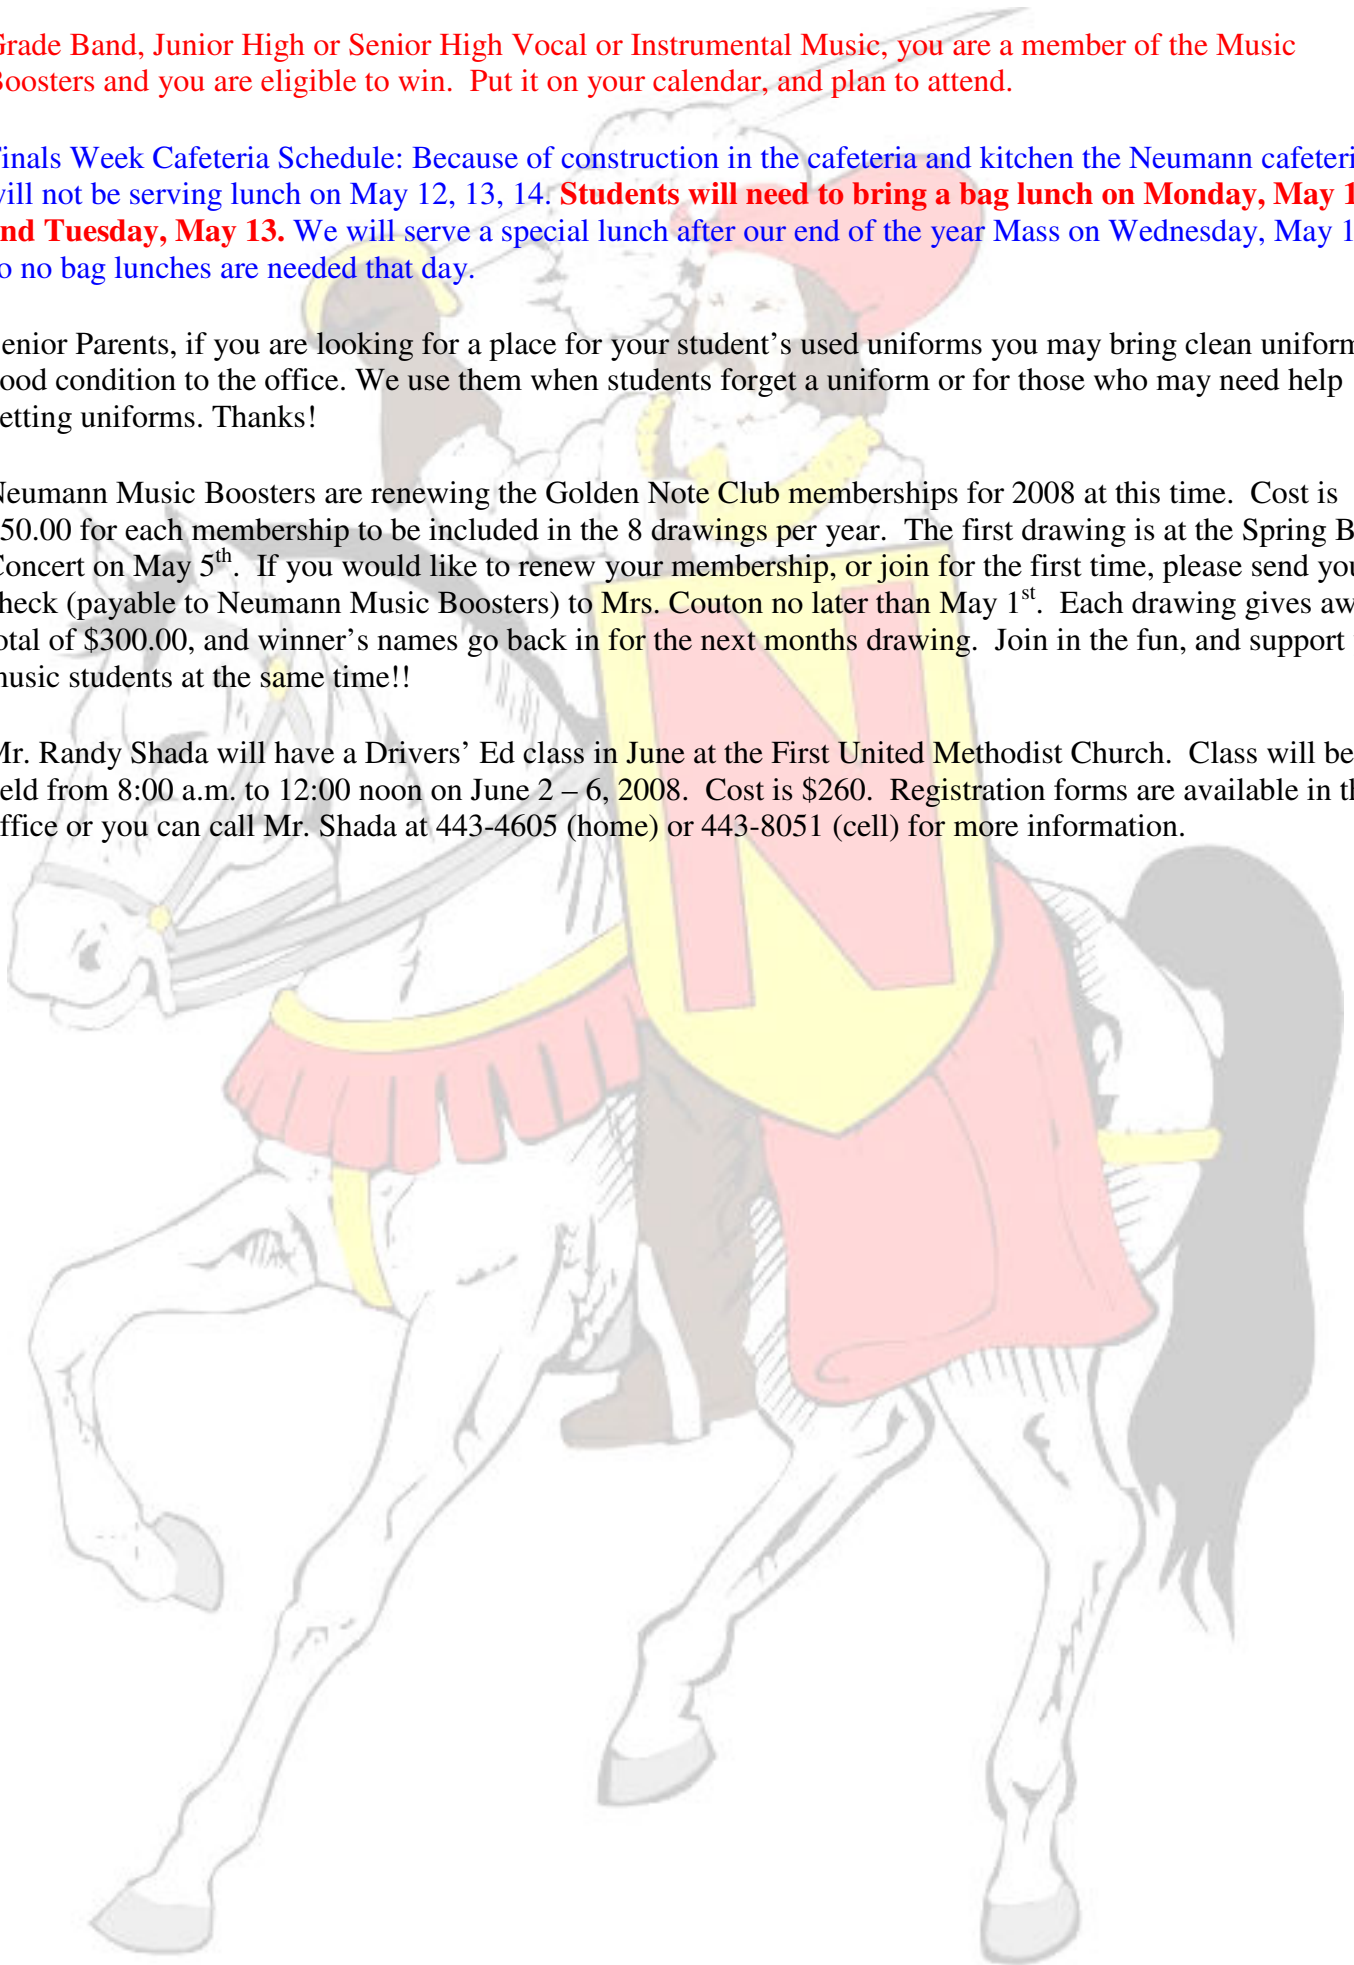 Grade Band, Junior High or Senior High Vocal or Instrumental Music, you are a member of the Music
Boosters and you are eligible to win. Put it on your calendar, and plan to attend.
Finals Week Cafeteria Schedule: Because of construction in the cafeteria and kitchen the Neumann cafeteri
will not be serving lunch on May 12, 13, 14. Students will need to bring a bag lunch on Monday, May 1
nd Tuesday, May 13. We will serve a special lunch after our end of the year Mass on Wednesday, May 1
o no bag lunches are needed that day.
enior Parents, if you are looking for a place for your student's used uniforms you may bring clean uniform
ood condition to the office. We use them when students forget a uniform or for those who may need help
etting uniforms. Thanks!
Neumann Music Boosters are renewing the Golden Note Club memberships for 2008 at this time. Cost is
50.00 for each membership to be included in the 8 drawings per year. The first drawing is at the Spring B
Concert on May 5th. If you would like to renew your membership, or join for the first time, please send you
heck (payable to Neumann Music Boosters) to Mrs. Couton no later than May 1st. Each drawing gives aw
otal of $300.00, and winner's names go back in for the next months drawing. Join in the fun, and support
music students at the same time!!
Mr. Randy Shada will have a Drivers' Ed class in June at the First United Methodist Church. Class will be
eld from 8:00 a.m. to 12:00 noon on June 2 – 6, 2008. Cost is $260. Registration forms are available in th
ffice or you can call Mr. Shada at 443-4605 (home) or 443-8051 (cell) for more information.
N